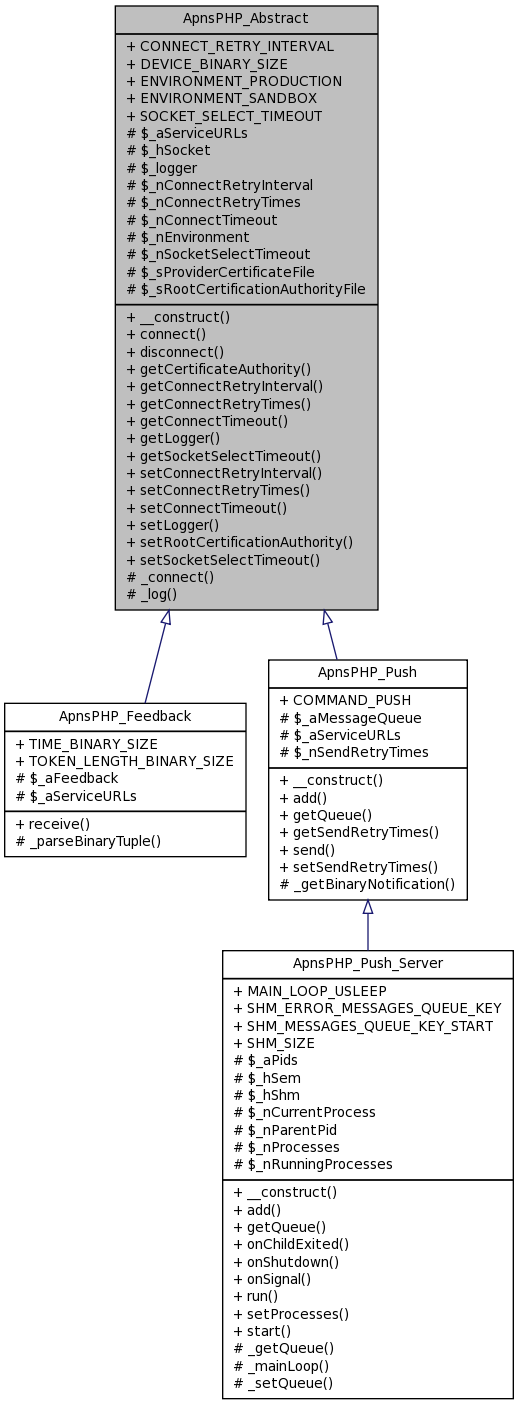 ApnsPHP_Abstract
+ CONNECT_RETRY_INTERVAL
+ DEVICE_BINARY_SIZE
+ ENVIRONMENT_PRODUCTION
+ ENVIRONMENT_SANDBOX
+ SOCKET_SELECT_TIMEOUT
# $_aServiceURLs
# $_hSocket
# $_logger
# $_nConnectRetryInterval
# $_nConnectRetryTimes
# $_nConnectTimeout
# $_nEnvironment
# $_nSocketSelectTimeout
# $_sProviderCertificateFile
# $_sRootCertificationAuthorityFile
+ __construct()
+ connect()
+ disconnect()
+ getCertificateAuthority()
+ getConnectRetryInterval()
+ getConnectRetryTimes()
+ getConnectTimeout()
+ getLogger()
+ getSocketSelectTimeout()
+ setConnectRetryInterval()
+ setConnectRetryTimes()
+ setConnectTimeout()
+ setLogger()
+ setRootCertificationAuthority()
+ setSocketSelectTimeout()
# _connect()
# _log()
ApnsPHP_Feedback
+ TIME_BINARY_SIZE
+ TOKEN_LENGTH_BINARY_SIZE
# $_aFeedback
# $_aServiceURLs
+ receive()
# _parseBinaryTuple()
ApnsPHP_Push
+ COMMAND_PUSH
# $_aMessageQueue
# $_aServiceURLs
# $_nSendRetryTimes
+ __construct()
+ add()
+ getQueue()
+ getSendRetryTimes()
+ send()
+ setSendRetryTimes()
# _getBinaryNotification()
ApnsPHP_Push_Server
+ MAIN_LOOP_USLEEP
+ SHM_ERROR_MESSAGES_QUEUE_KEY
+ SHM_MESSAGES_QUEUE_KEY_START
+ SHM_SIZE
# $_aPids
# $_hSem
# $_hShm
# $_nCurrentProcess
# $_nParentPid
# $_nProcesses
# $_nRunningProcesses
+ __construct()
+ add()
+ getQueue()
+ onChildExited()
+ onShutdown()
+ onSignal()
+ run()
+ setProcesses()
+ start()
# _getQueue()
# _mainLoop()
# _setQueue()